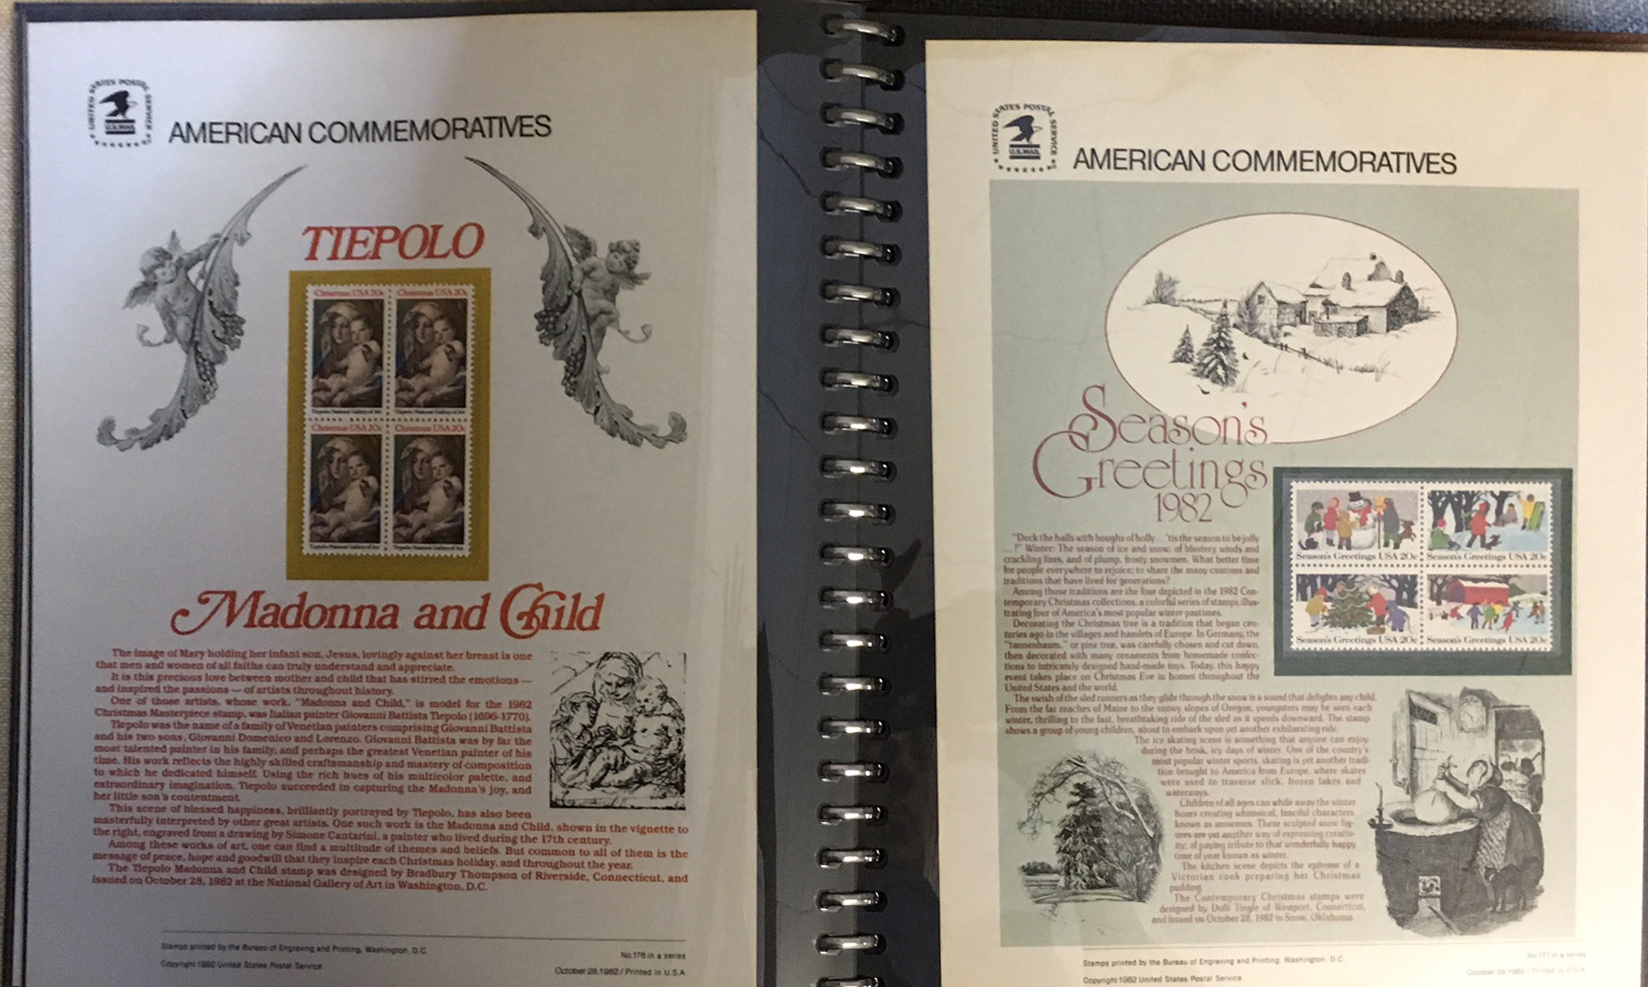 UNITED STATES POSTAL SERVICE
U.S. MAIL
AMERICAN COMMEMORATIVES
TIEPOLO
Christmas USA 20c Christmas USA 20c
Tiepolo: National Gallery of Art Tiepolo: National Gallery of Art
Christmas USA 20c Christmas USA 20c
Madonna and Child
The image of Mary holding her infant son, Jesus, lovingly against her breast is one
that men and women of all faiths can truly understand and appreciate.
It is this precious love between mother and child that has stirred the emotions —
and inspired the passions — of artists throughout history.
One of those artists, whose work, "Madonna and Child," is model for the 1982
Christmas Masterpiece stamp, was Italian painter Giovanni Battista Tiepolo (1696-1770).
Tiepolo was the name of a family of Venetian painters comprising Giovanni Battista
and his two sons, Giovanni Domenico and Lorenzo. Giovanni Battista was by far the
most talented painter in his family, and perhaps the greatest Venetian painter of his
time. His work reflects the highly skilled craftsmanship and mastery of composition
to which he dedicated himself. Using the rich hues of his multicolor palette, and
extraordinary imagination, Tiepolo succeeded in capturing the Madonna's joy, and
her little son's contentment.
This scene of blessed happiness, brilliantly portrayed by Tiepolo, has also been
masterfully interpreted by other great artists. One such work is the Madonna and Child, shown in the vignette to
the right, engraved from a drawing by Simone Cantarini, a painter who lived during the 17th century.
Among these works of art, one can find a multitude of themes and beliefs. But common to all of them is the
message of peace, hope and goodwill that they inspire each Christmas holiday, and throughout the year.
The Tiepolo Madonna and Child stamp was designed by Bradbury Thompson of Riverside, Connecticut, and
issued on October 28, 1982 at the National Gallery of Art in Washington, D.C.
Stamps printed by the Bureau of Engraving and Printing, Washington, D.C.
Copyright 1982 United States Postal Service
No. 176 in a series
October 28, 1982 / Printed in U.S.A.
UNITED STATES POSTAL SERVICE
U.S. MAIL
AMERICAN COMMEMORATIVES
Season's
Greetings
1982
Season's Greetings USA 20c Season's Greetings USA 20c
Season's Greetings USA 20c Season's Greetings USA 20c
"Deck the halls with boughs of holly . . . 'tis the season to be jolly
. . . !" Winter: The season of ice and snow; of blustery winds and
crackling fires, and of plump, frosty snowmen. What better time
for people everywhere to rejoice; to share the many customs and
traditions that have lived for generations?
Among those traditions are the four depicted in the 1982 Con-
temporary Christmas collections, a colorful series of stamps illus-
trating four of America's most popular winter pastimes.
Decorating the Christmas tree is a tradition that began cen-
turies ago in the villages and hamlets of Europe. In Germany, the
"tannenbaum," or pine tree, was carefully chosen and cut down,
then decorated with many ornaments from homemade confec-
tions to intricately designed hand-made toys. Today, this happy
event takes place on Christmas Eve in homes throughout the
United States and the world.
The swish of the sled runners as they glide through the snow is a sound that delights any child.
From the far reaches of Maine to the snowy slopes of Oregon, youngsters may be seen each
winter, thrilling to the fast, breathtaking ride of the sled as it speeds downward. The stamp
shows a group of young children, about to embark upon yet another exhilarating ride.
The ice skating scene is something that anyone can enjoy
during the brisk, icy days of winter. One of the country's
most popular winter sports, skating is yet another tradi-
tion brought to America from Europe, where skates
were used to traverse slick, frozen lakes and
waterways.
Children of all ages can while away the winter
hours creating whimsical, fanciful characters
known as snowmen. These sculpted snow fig-
ures are yet another way of expressing creativ-
ity; of paying tribute to that wonderfully happy
time of year known as winter.
The kitchen scene depicts the epitome of a
Victorian cook preparing her Christmas
pudding.
The Contemporary Christmas stamps were
designed by Dolli Tingle of Westport, Connecticut,
and issued on October 28, 1982 in Snow, Oklahoma.
Stamps printed by the Bureau of Engraving and Printing, Washington, D.C.
Copyright 1982 United States Postal Service
No. 177 in a series
October 28, 1982 / Printed in U.S.A.